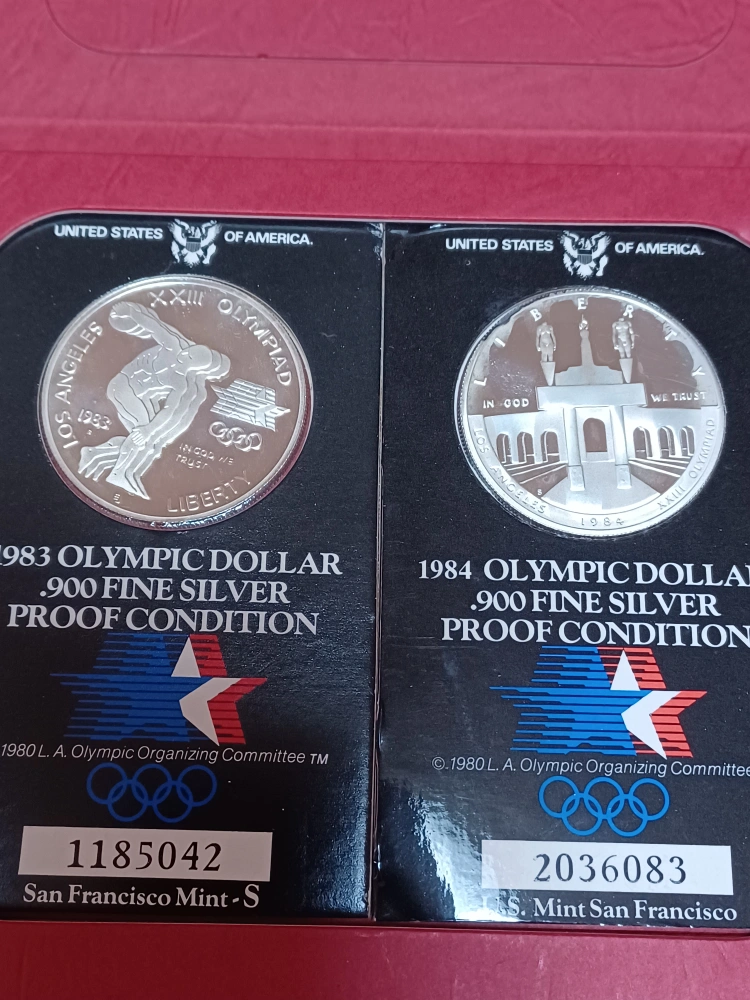 UNITED STATES OF AMERICA.
LOS ANGELES XXIII OLYMPIAD
1983
S
IN GOD WE
TRUST
LIBERTY
1983 OLYMPIC DOLLAR
.900 FINE SILVER
PROOF CONDITION
1980 L. A. Olympic Organizing Committee TM
1185042
San Francisco Mint - S
UNITED STATES OF AMERICA.
LIBERTY
IN GOD WE TRUST
LOS ANGELES XXIII OLYMPIAD
S
1984
1984 OLYMPIC DOLLA
.900 FINE SILVER
PROOF CONDITION
©.1980 L. A. Olympic Organizing Committee
2036083
U.S. Mint San Francisco